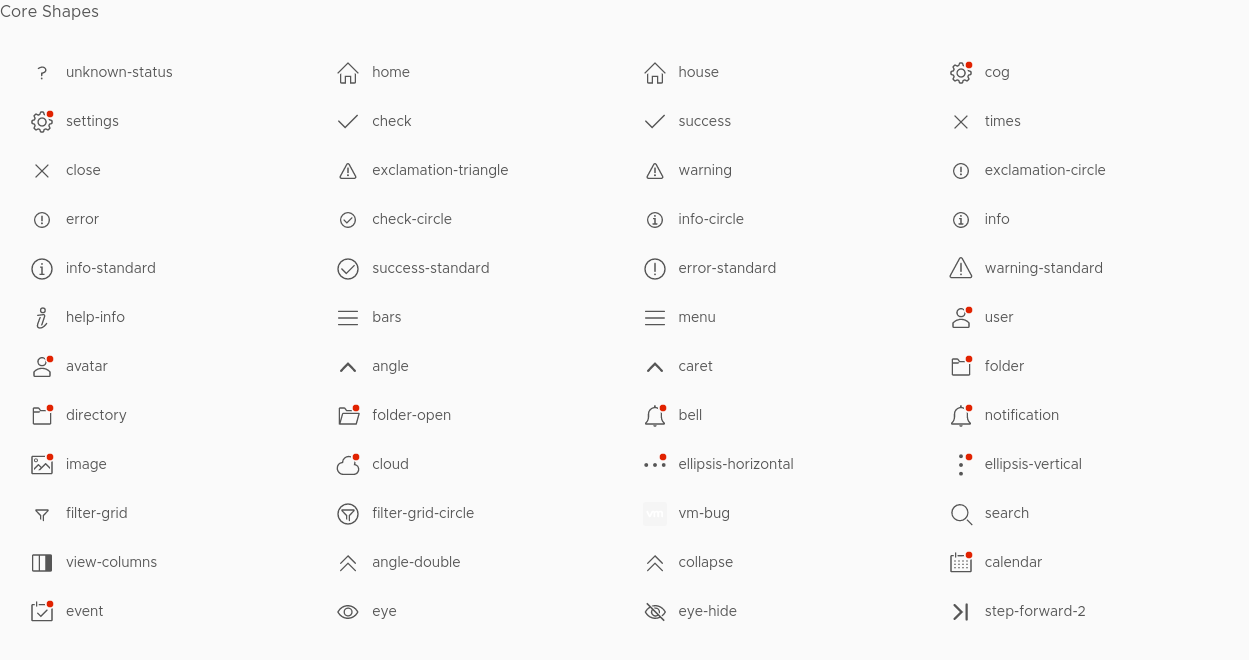 Core Shapes
unknown-status home house cog
settings check success times
close exclamation-triangle warning exclamation-circle
error check-circle info-circle info
info-standard success-standard error-standard warning-standard
help-info bars menu user
avatar angle caret folder
directory folder-open bell notification
image cloud ellipsis-horizontal ellipsis-vertical
filter-grid filter-grid-circle vm vm-bug search
view-columns angle-double collapse calendar
event eye eye-hide step-forward-2